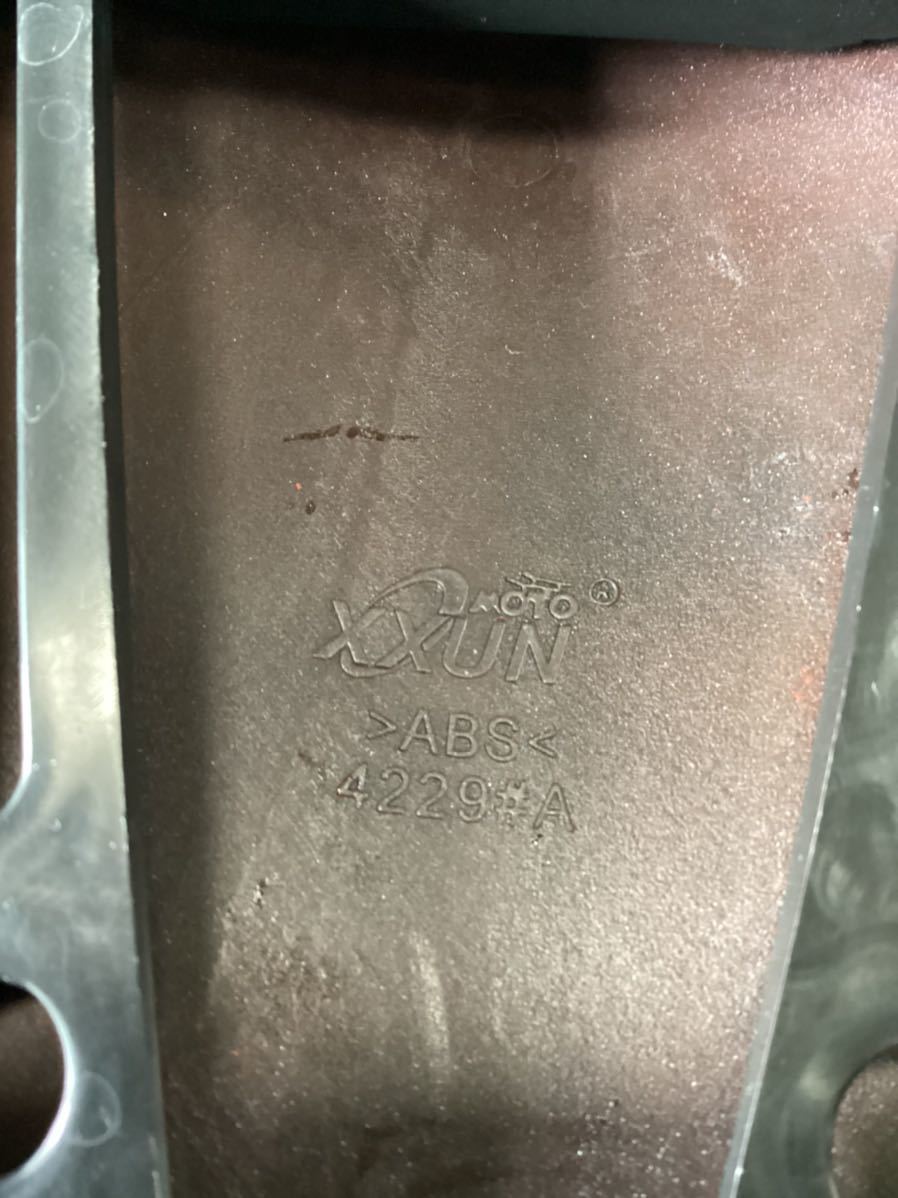 MOTO ®
XXUN
>ABS<
4229#A